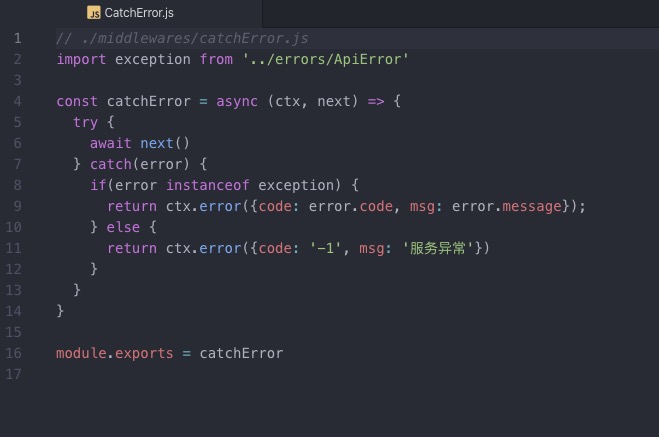 JS CatchError.js
1 // ./middlewares/catchError.js
2 import exception from '../errors/ApiError'
3
4 const catchError = async (ctx, next) => {
5   try {
6     await next()
7   } catch(error) {
8     if(error instanceof exception) {
9       return ctx.error({code: error.code, msg: error.message});
10     } else {
11       return ctx.error({code: '-1', msg: '服务异常'})
12     }
13   }
14 }
15
16 module.exports = catchError
17